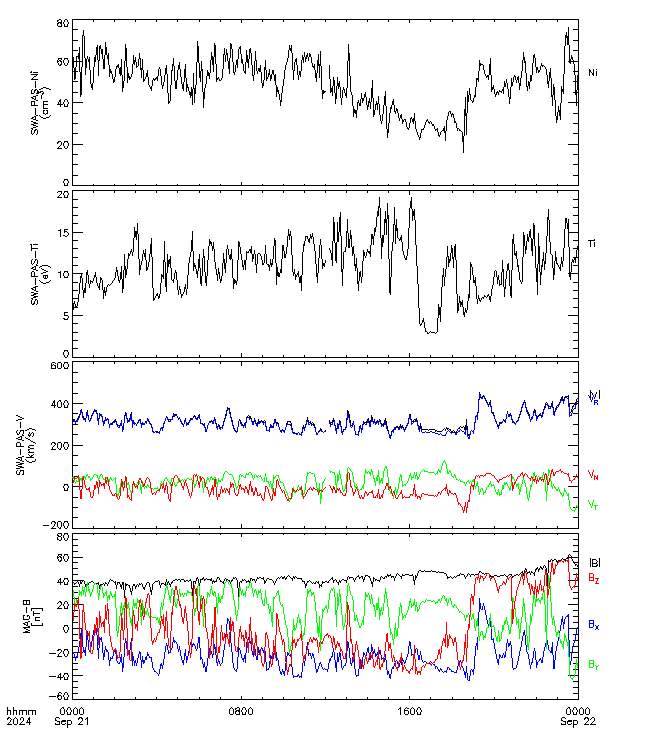 80
60
40
20
0
SWA-PAS-Ni
(cm⁻³)
Ni
20
15
10
5
0
SWA-PAS-Ti
(eV)
Ti
600
400
200
0
-200
SWA-PAS-V
(km/s)
|V|
V_R
V_N
V_T
80
60
40
20
0
-20
-40
-60
MAG-B
[nT]
|B|
B_Z
B_X
B_Y
hhmm 0000 0800 1600 0000
2024 Sep 21 Sep 22